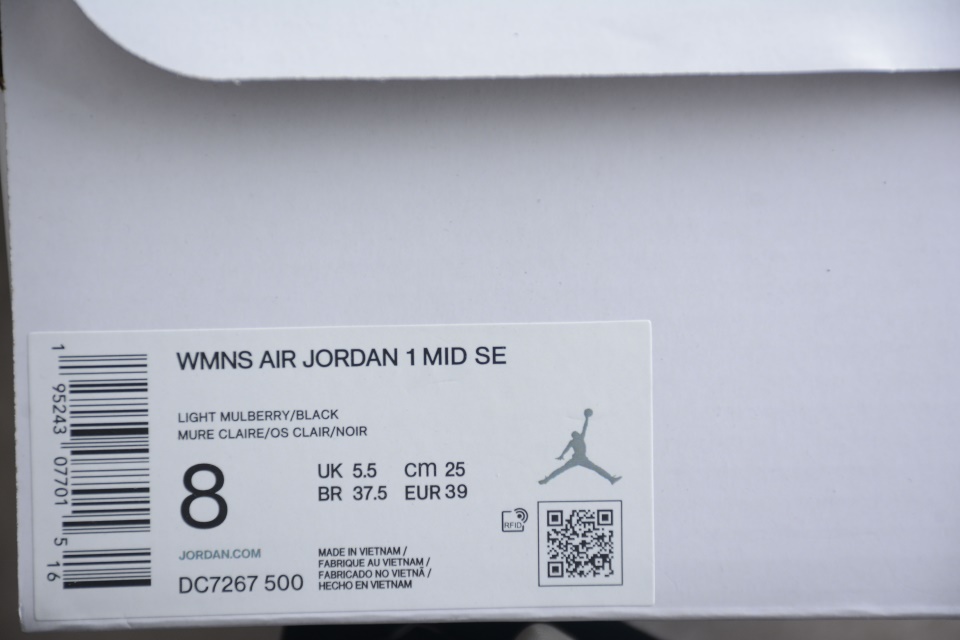 WMNS AIR JORDAN 1 MID SE
LIGHT MULBERRY/BLACK
MURE CLAIRE/OS CLAIR/NOIR
8
UK 5.5 cm 25
BR 37.5 EUR 39
RFID
JORDAN.COM
DC7267 500
MADE IN VIETNAM /
FABRIQUE AU VIETNAM /
FABRICADO NO VIETNÃ /
HECHO EN VIETNAM
1 95243 07701 5 16